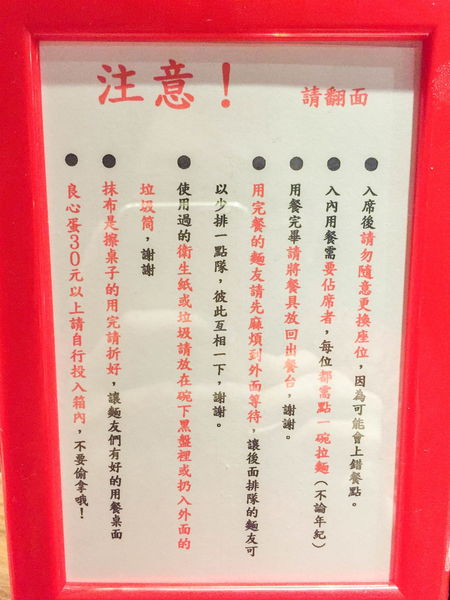 注意！
請翻面
●入席後請勿隨意更換座位，因為可能會上錯餐點。
●入內用餐需要佔席者，每位都需點一碗拉麵（不論年紀）
●用餐完畢請將餐具放回出餐台，謝謝。
●用完餐的麵友請先麻煩到外面等待，讓後面排隊的麵友可
以少排一點隊，彼此互相一下，謝謝。
●使用過的衛生紙或垃圾請放在碗下黑盤裡或扔入外面的
垃圾筒，謝謝
●抹布是擦桌子的用完請折好，讓麵友們有好的用餐桌面
●良心蛋30元以上請自行投入箱內，不要偷拿哦！